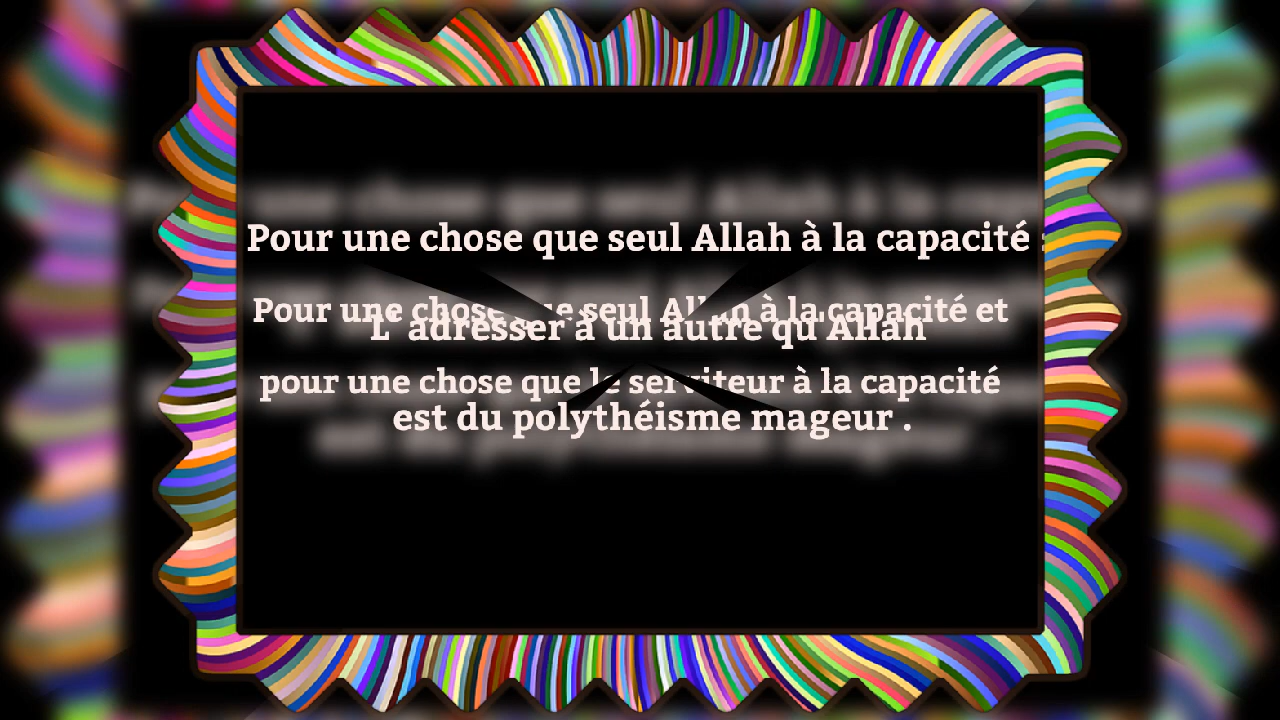 Pour une chose que seul Allah à la capacité :
Pour une chose que seul Allah à la capacité et
L' adresser à un autre qu'Allah
pour une chose que le serviteur à la capacité
est du polythéisme mageur .